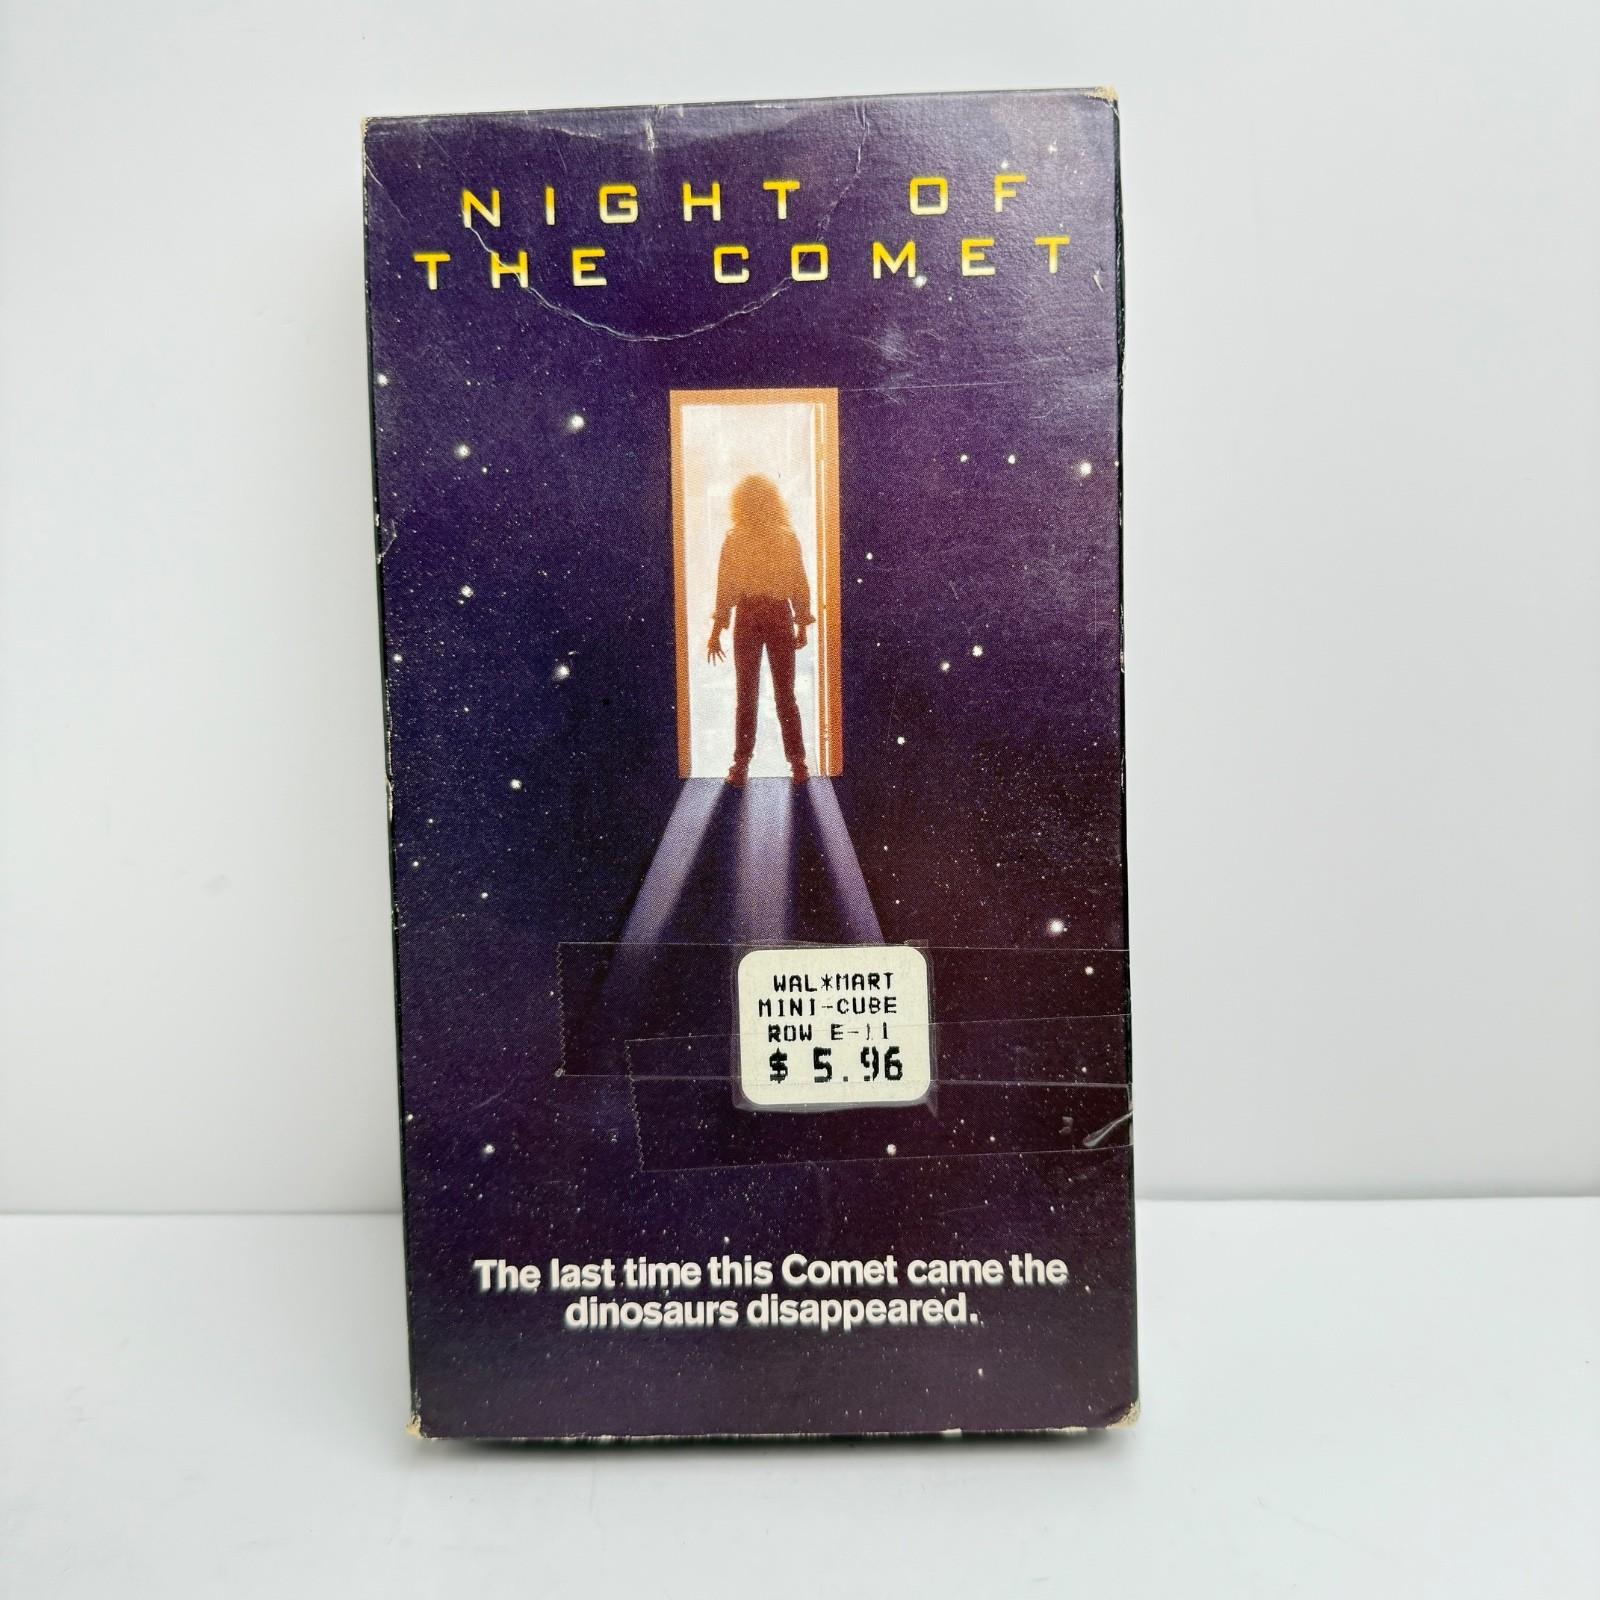 NIGHT OF
THE COMET
WAL*MART
MINI-CUBE
ROW E-11
$ 5.96
The last time this Comet came the
dinosaurs disappeared.